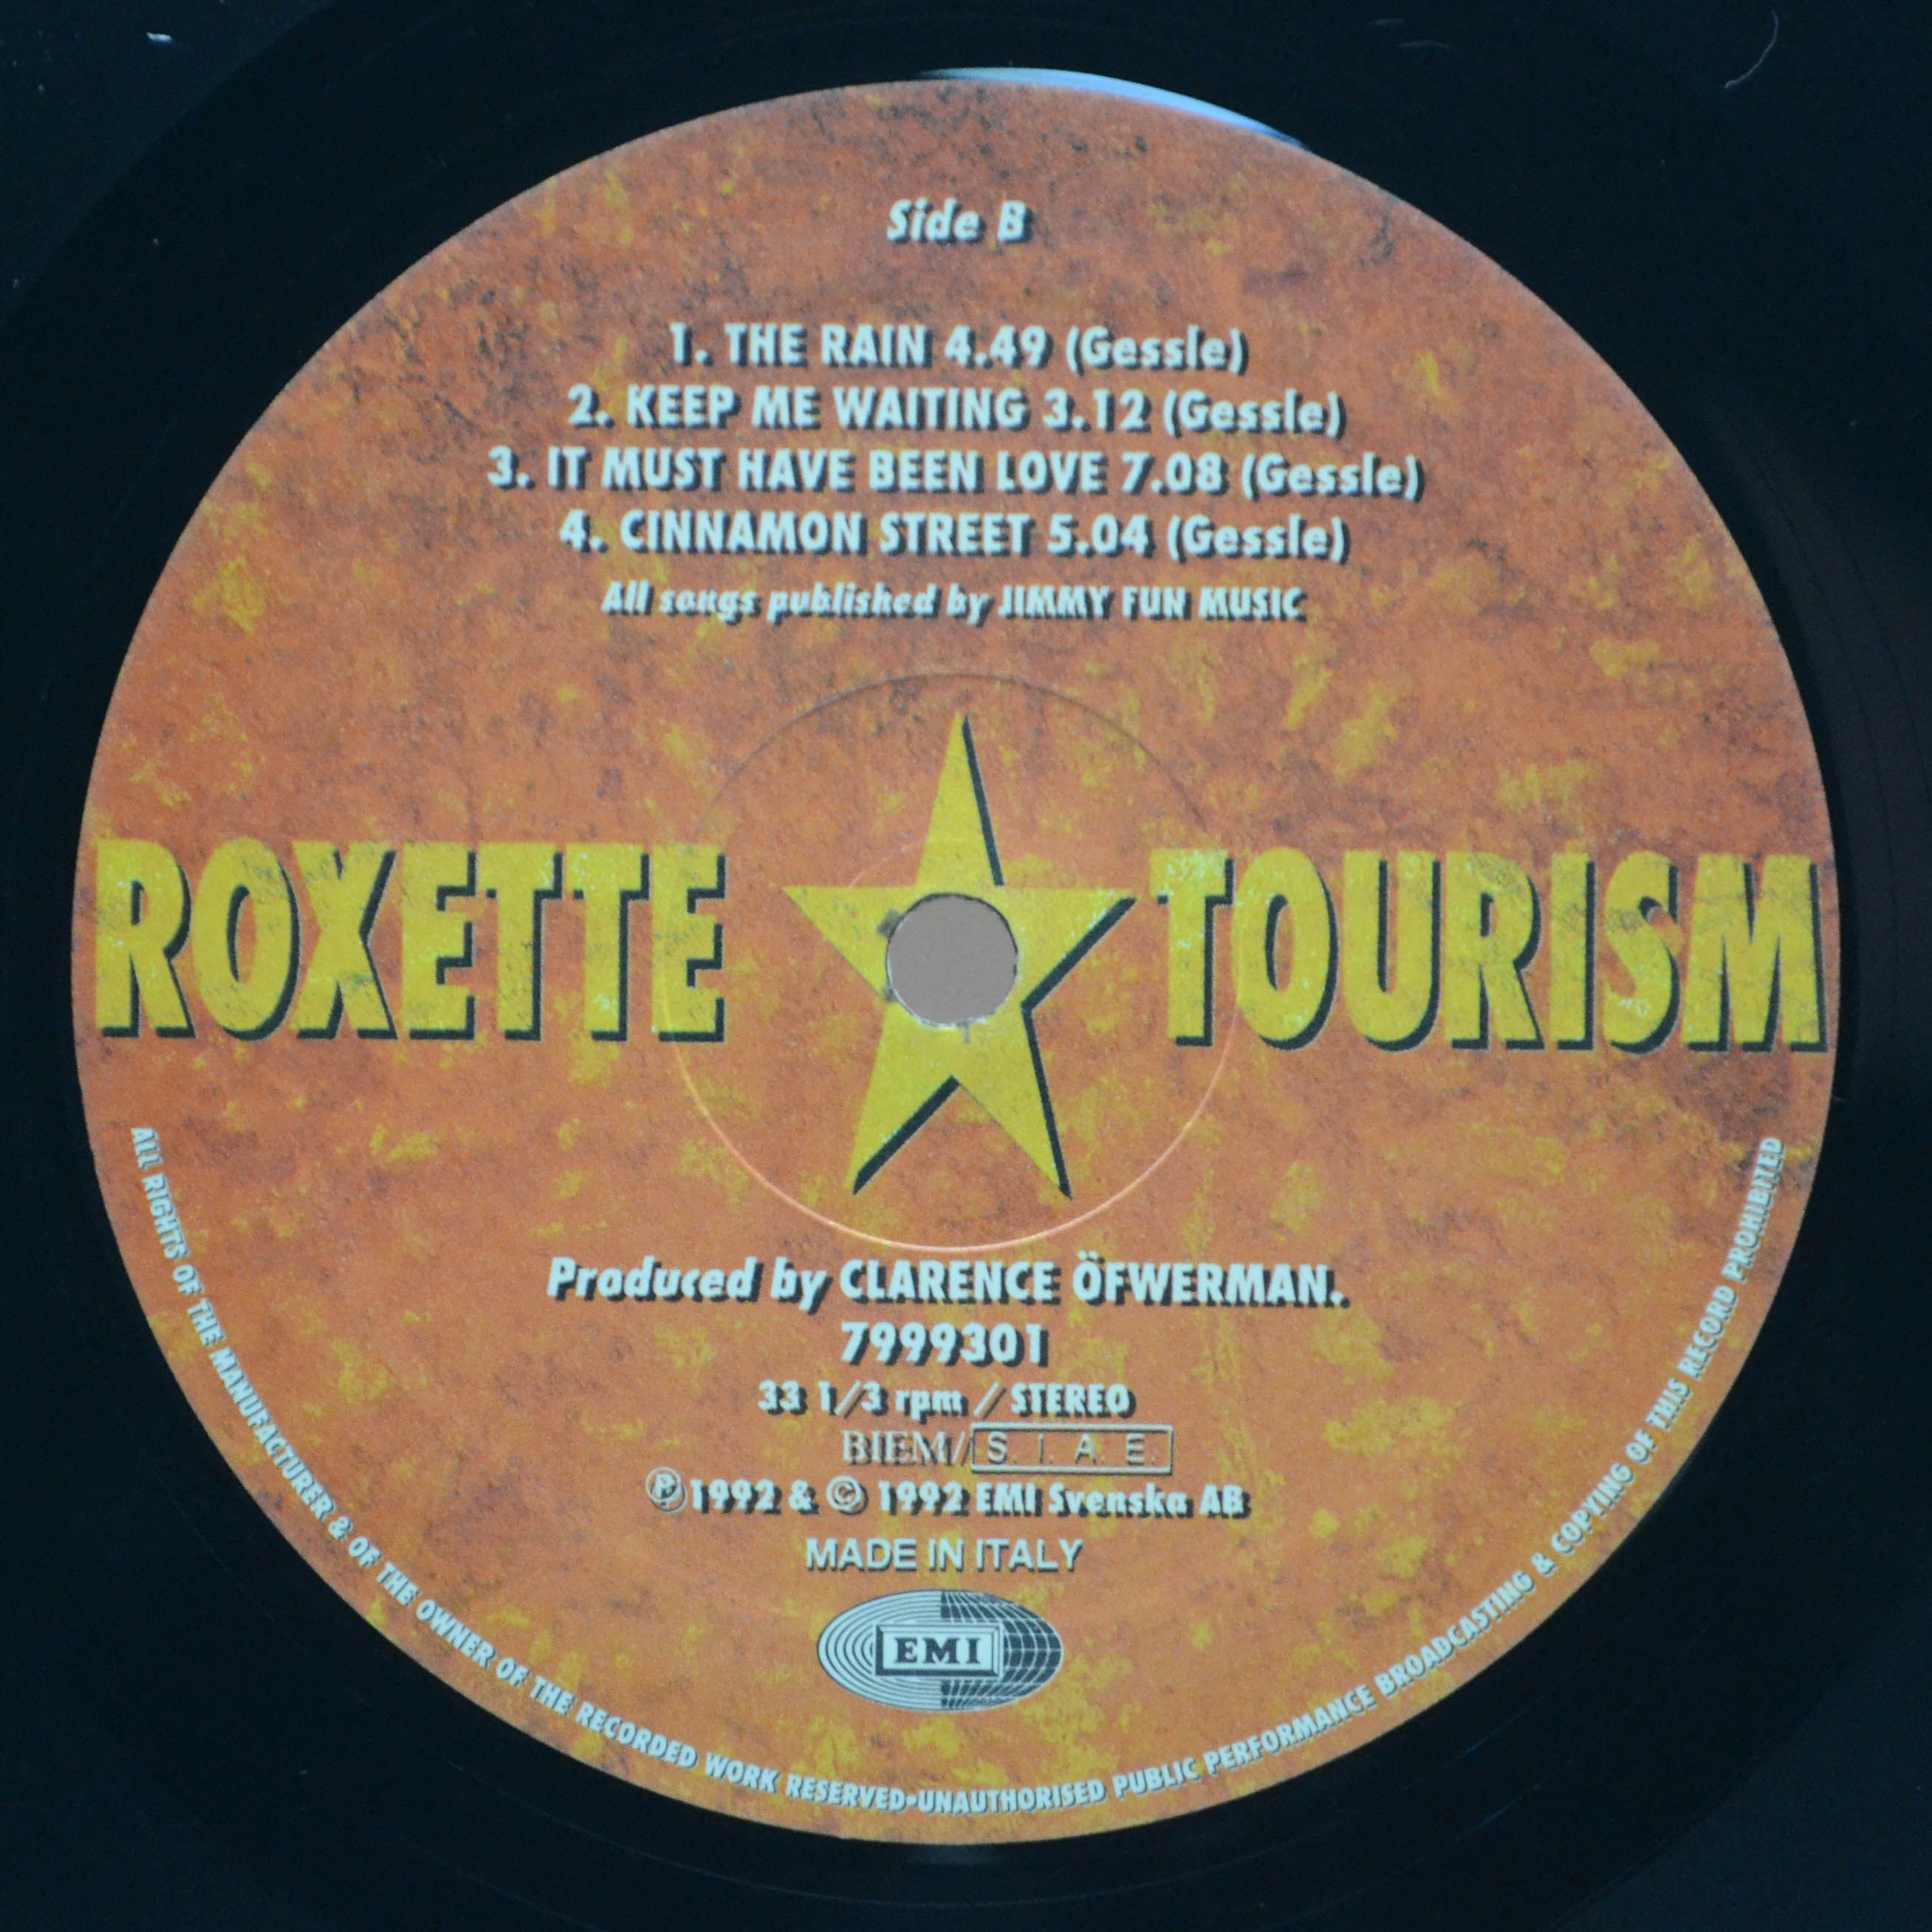 Side B
1. THE RAIN 4.49 (Gessle)
2. KEEP ME WAITING 3.12 (Gessle)
3. IT MUST HAVE BEEN LOVE 7.08 (Gessle)
4. CINNAMON STREET 5.04 (Gessle)
All songs published by JIMMY FUN MUSIC
ROXETTE TOURISM
Produced by CLARENCE ÖFWERMAN.
7999301
33 1/3 rpm / STEREO
BIEM/S.I.A.E.
℗ 1992 & © 1992 EMI Svenska AB
MADE IN ITALY
EMI
ALL RIGHTS OF THE MANUFACTURER & OF THE OWNER OF THE RECORDED WORK RESERVED-UNAUTHORISED PUBLIC PERFORMANCE BROADCASTING & COPYING OF THIS RECORD PROHIBITED